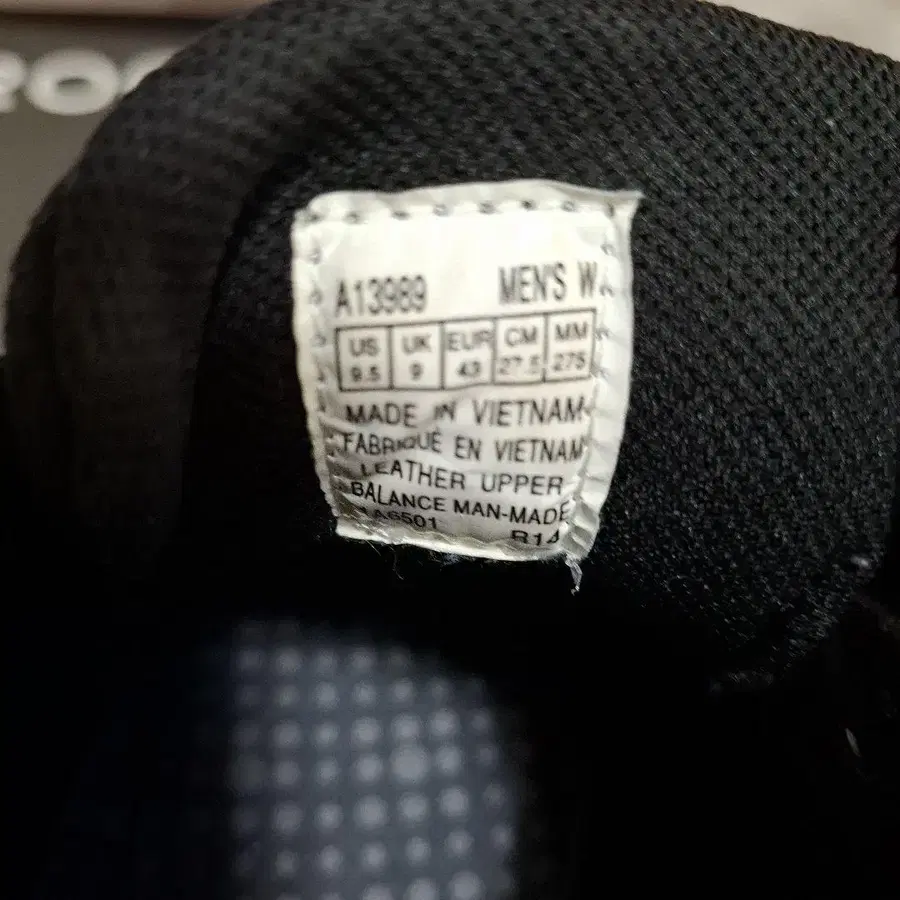 A13989 MEN'S W
US UK EUR CM MM
9.5 9 43 27.5 275
MADE IN VIETNAM
FABRIQUÉ EN VIETNAM
LEATHER UPPER
BALANCE MAN-MADE
R14